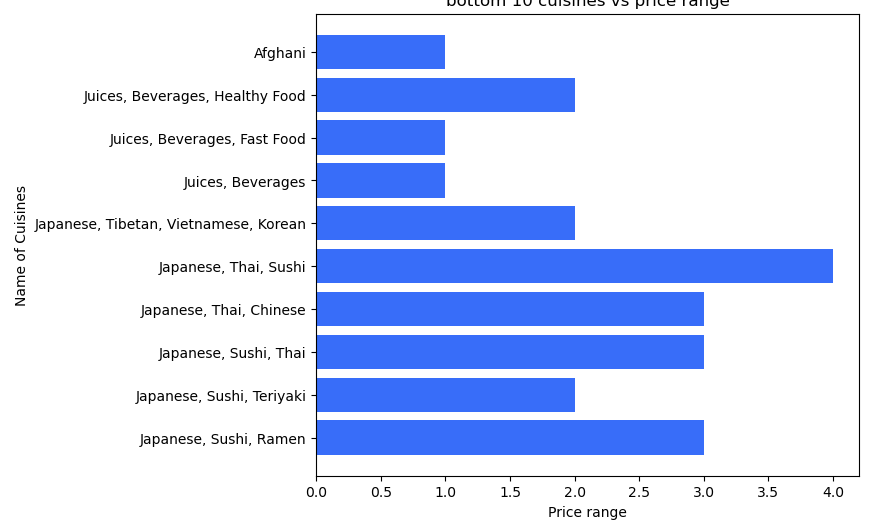 bottom 10 cuisines vs price range
Afghani
Juices, Beverages, Healthy Food
Juices, Beverages, Fast Food
Juices, Beverages
Japanese, Tibetan, Vietnamese, Korean
Japanese, Thai, Sushi
Japanese, Thai, Chinese
Japanese, Sushi, Thai
Japanese, Sushi, Teriyaki
Japanese, Sushi, Ramen
Name of Cuisines
0.0 0.5 1.0 1.5 2.0 2.5 3.0 3.5 4.0
Price range